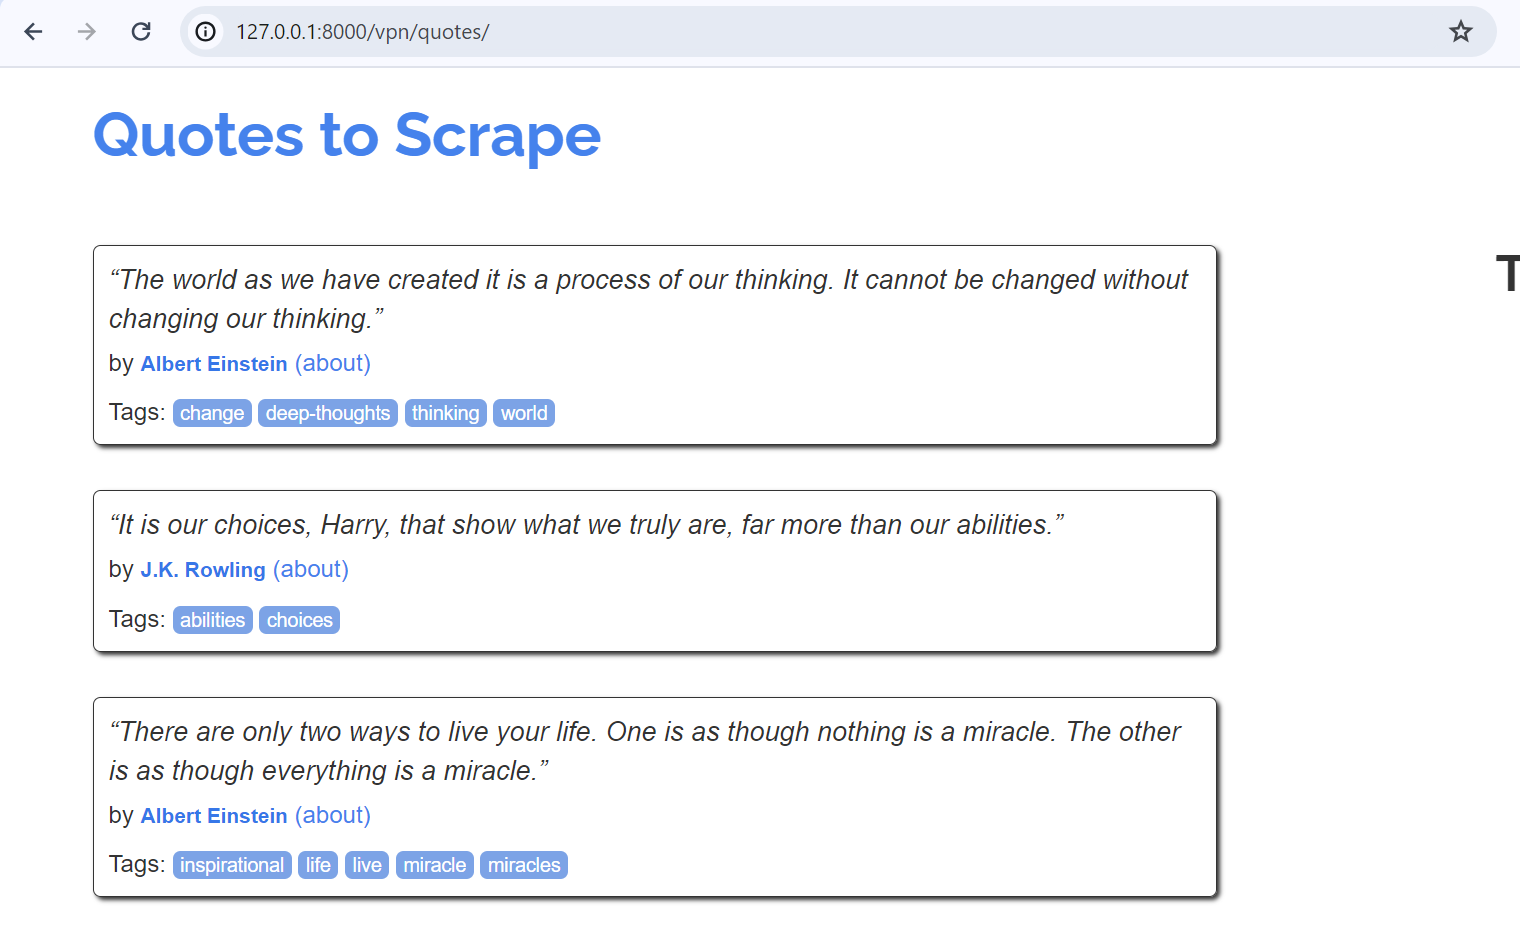 127.0.0.1:8000/vpn/quotes/
Quotes to Scrape
“The world as we have created it is a process of our thinking. It cannot be changed without
changing our thinking.”
by Albert Einstein (about)
Tags: change deep-thoughts thinking world
“It is our choices, Harry, that show what we truly are, far more than our abilities.”
by J.K. Rowling (about)
Tags: abilities choices
“There are only two ways to live your life. One is as though nothing is a miracle. The other
is as though everything is a miracle.”
by Albert Einstein (about)
Tags: inspirational life live miracle miracles